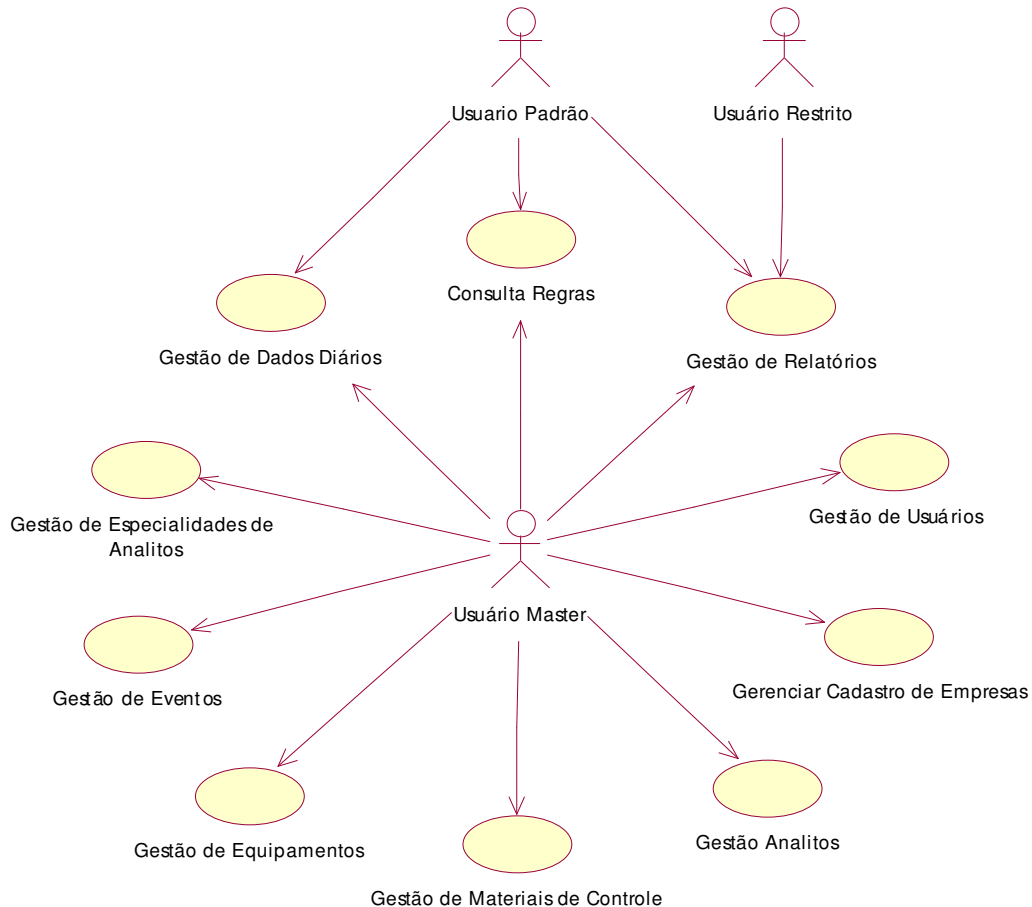 Usuario Padrão
Usuário Restrito
Consulta Regras
Gestão de Dados Diários
Gestão de Relatórios
Gestão de Especialidades de
Analitos
Gestão de Usuários
Usuário Master
Gestão de Eventos
Gerenciar Cadastro de Empresas
Gestão de Equipamentos
Gestão Analitos
Gestão de Materiais de Controle